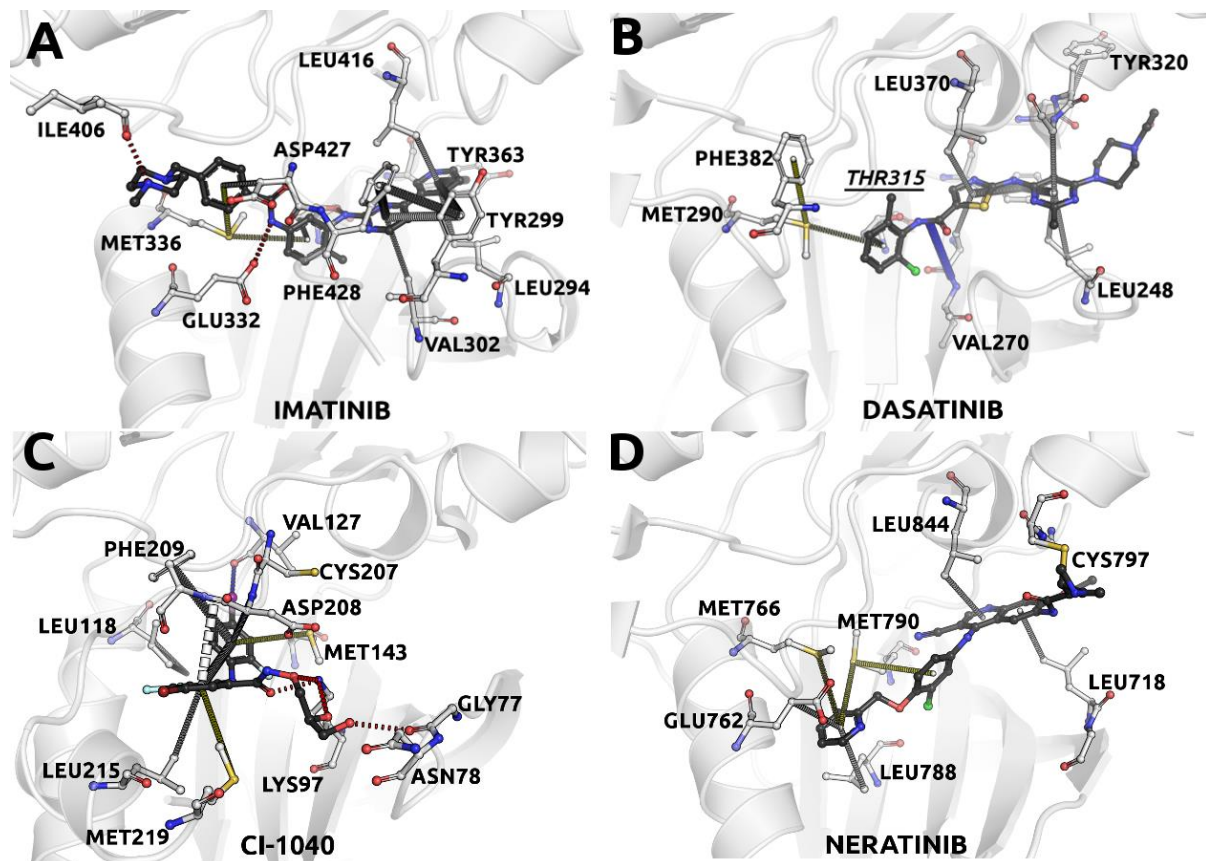 A
LEU416
ILE406
ASP427
TYR363
TYR299
MET336
LEU294
PHE428
GLU332
VAL302
IMATINIB
B
TYR320
LEU370
PHE382
THR315
MET290
LEU248
VAL270
DASATINIB
C
VAL127
PHE209
CYS207
ASP208
LEU118
MET143
GLY77
LEU215
LYS97
ASN78
MET219
CI-1040
D
LEU844
CYS797
MET766
MET790
LEU718
GLU762
LEU788
NERATINIB